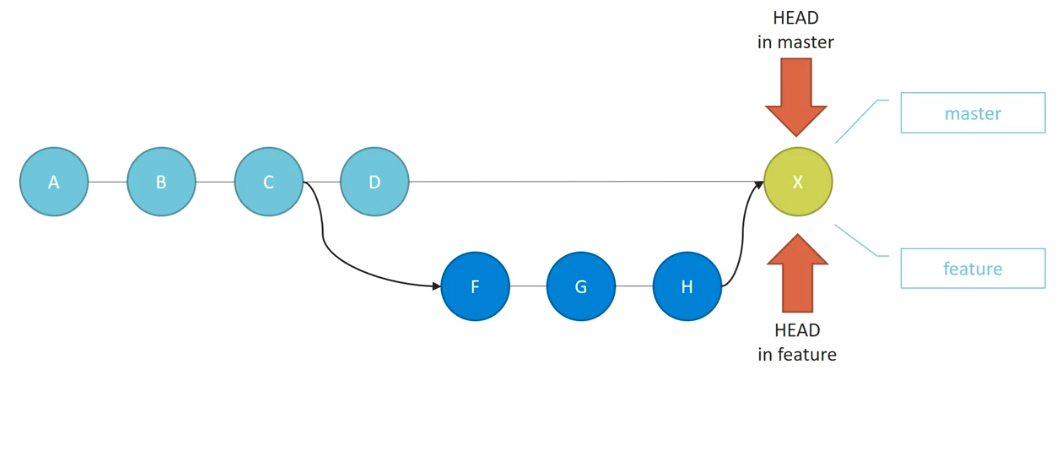 HEAD
in master
master
A
B
C
D
X
F
G
H
feature
HEAD
in feature